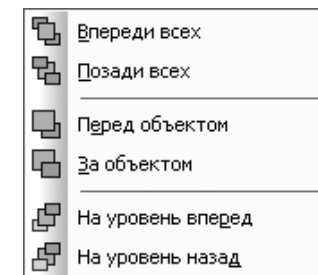 Впереди всех
Позади всех
Перед объектом
За объектом
На уровень вперед
На уровень назад